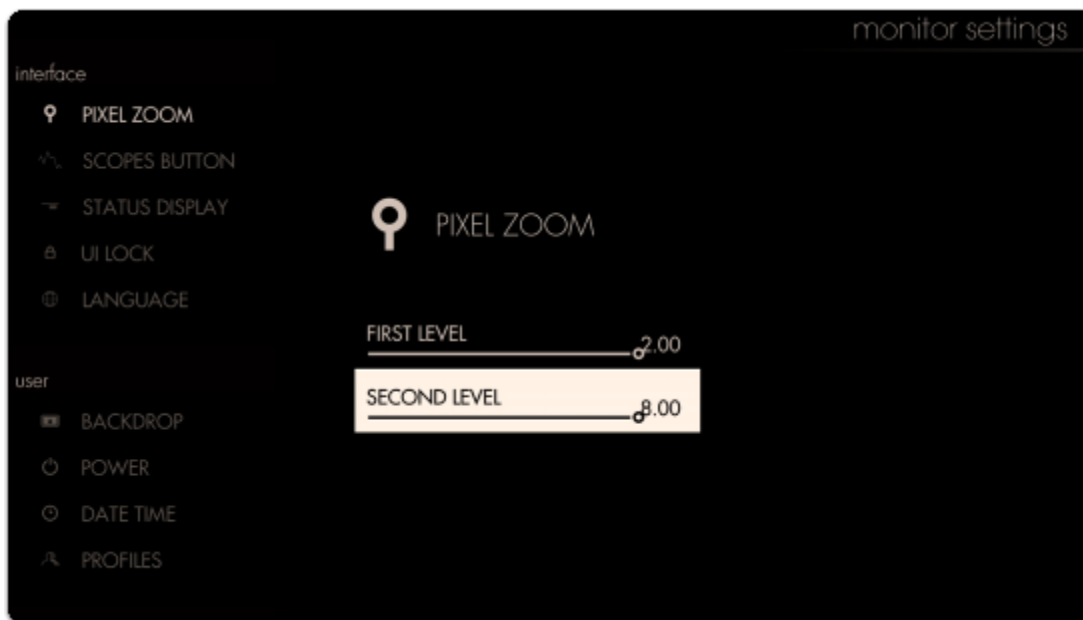 monitor settings
interface
PIXEL ZOOM
SCOPES BUTTON
STATUS DISPLAY
UI LOCK
LANGUAGE
user
BACKDROP
POWER
DATE TIME
PROFILES
PIXEL ZOOM
FIRST LEVEL 2.00
SECOND LEVEL 8.00